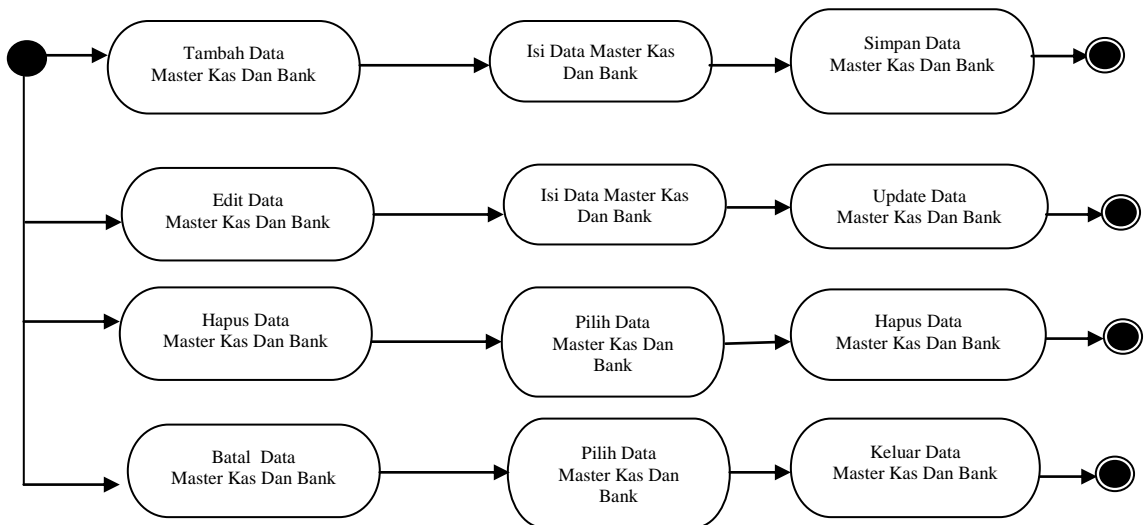 Tambah Data
Master Kas Dan Bank
Isi Data Master Kas
Dan Bank
Simpan Data
Master Kas Dan Bank
Edit Data
Master Kas Dan Bank
Isi Data Master Kas
Dan Bank
Update Data
Master Kas Dan Bank
Hapus Data
Master Kas Dan Bank
Pilih Data
Master Kas Dan
Bank
Hapus Data
Master Kas Dan Bank
Batal Data
Master Kas Dan Bank
Pilih Data
Master Kas Dan
Bank
Keluar Data
Master Kas Dan Bank